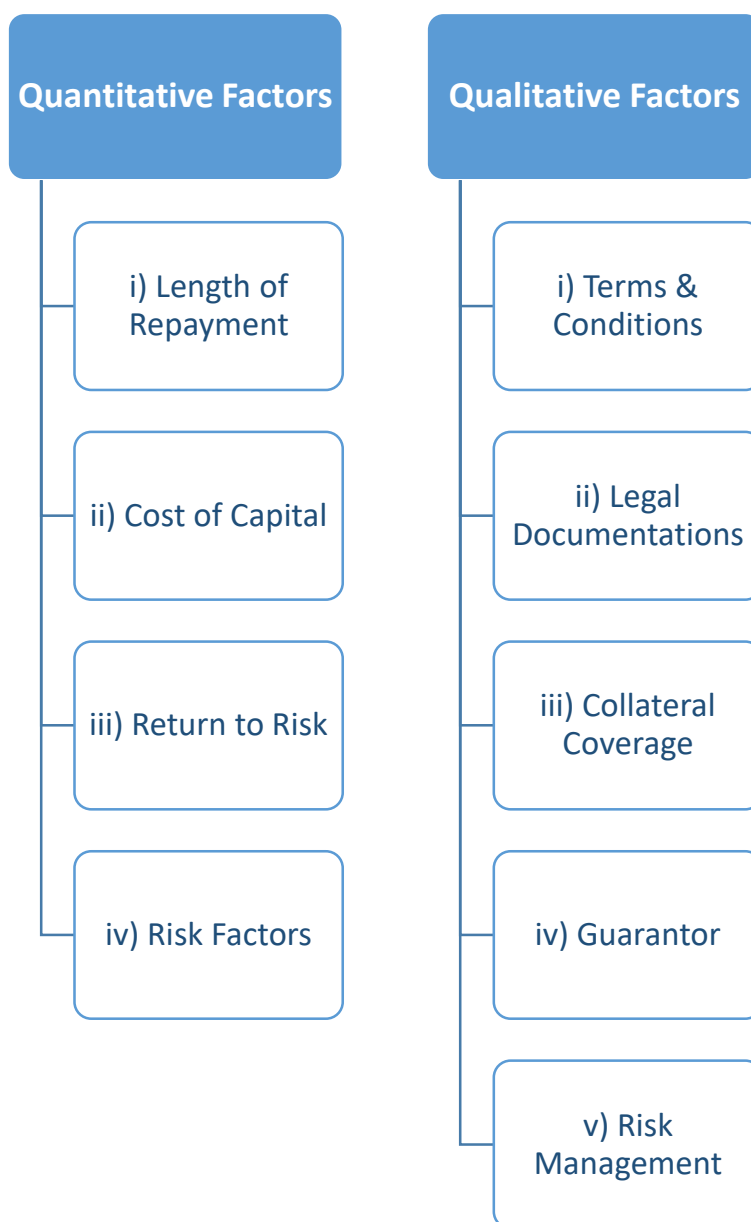 Quantitative Factors
i) Length of
Repayment
ii) Cost of Capital
iii) Return to Risk
iv) Risk Factors
Qualitative Factors
i) Terms &
Conditions
ii) Legal
Documentations
iii) Collateral
Coverage
iv) Guarantor
v) Risk
Management